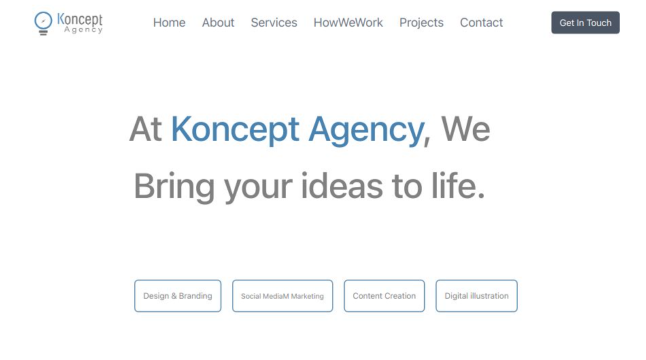 Koncept
Agency
Home About Services HowWeWork Projects Contact
Get In Touch
At Koncept Agency, We
Bring your ideas to life.
Design & Branding
Social MediaM Marketing
Content Creation
Digital illustration